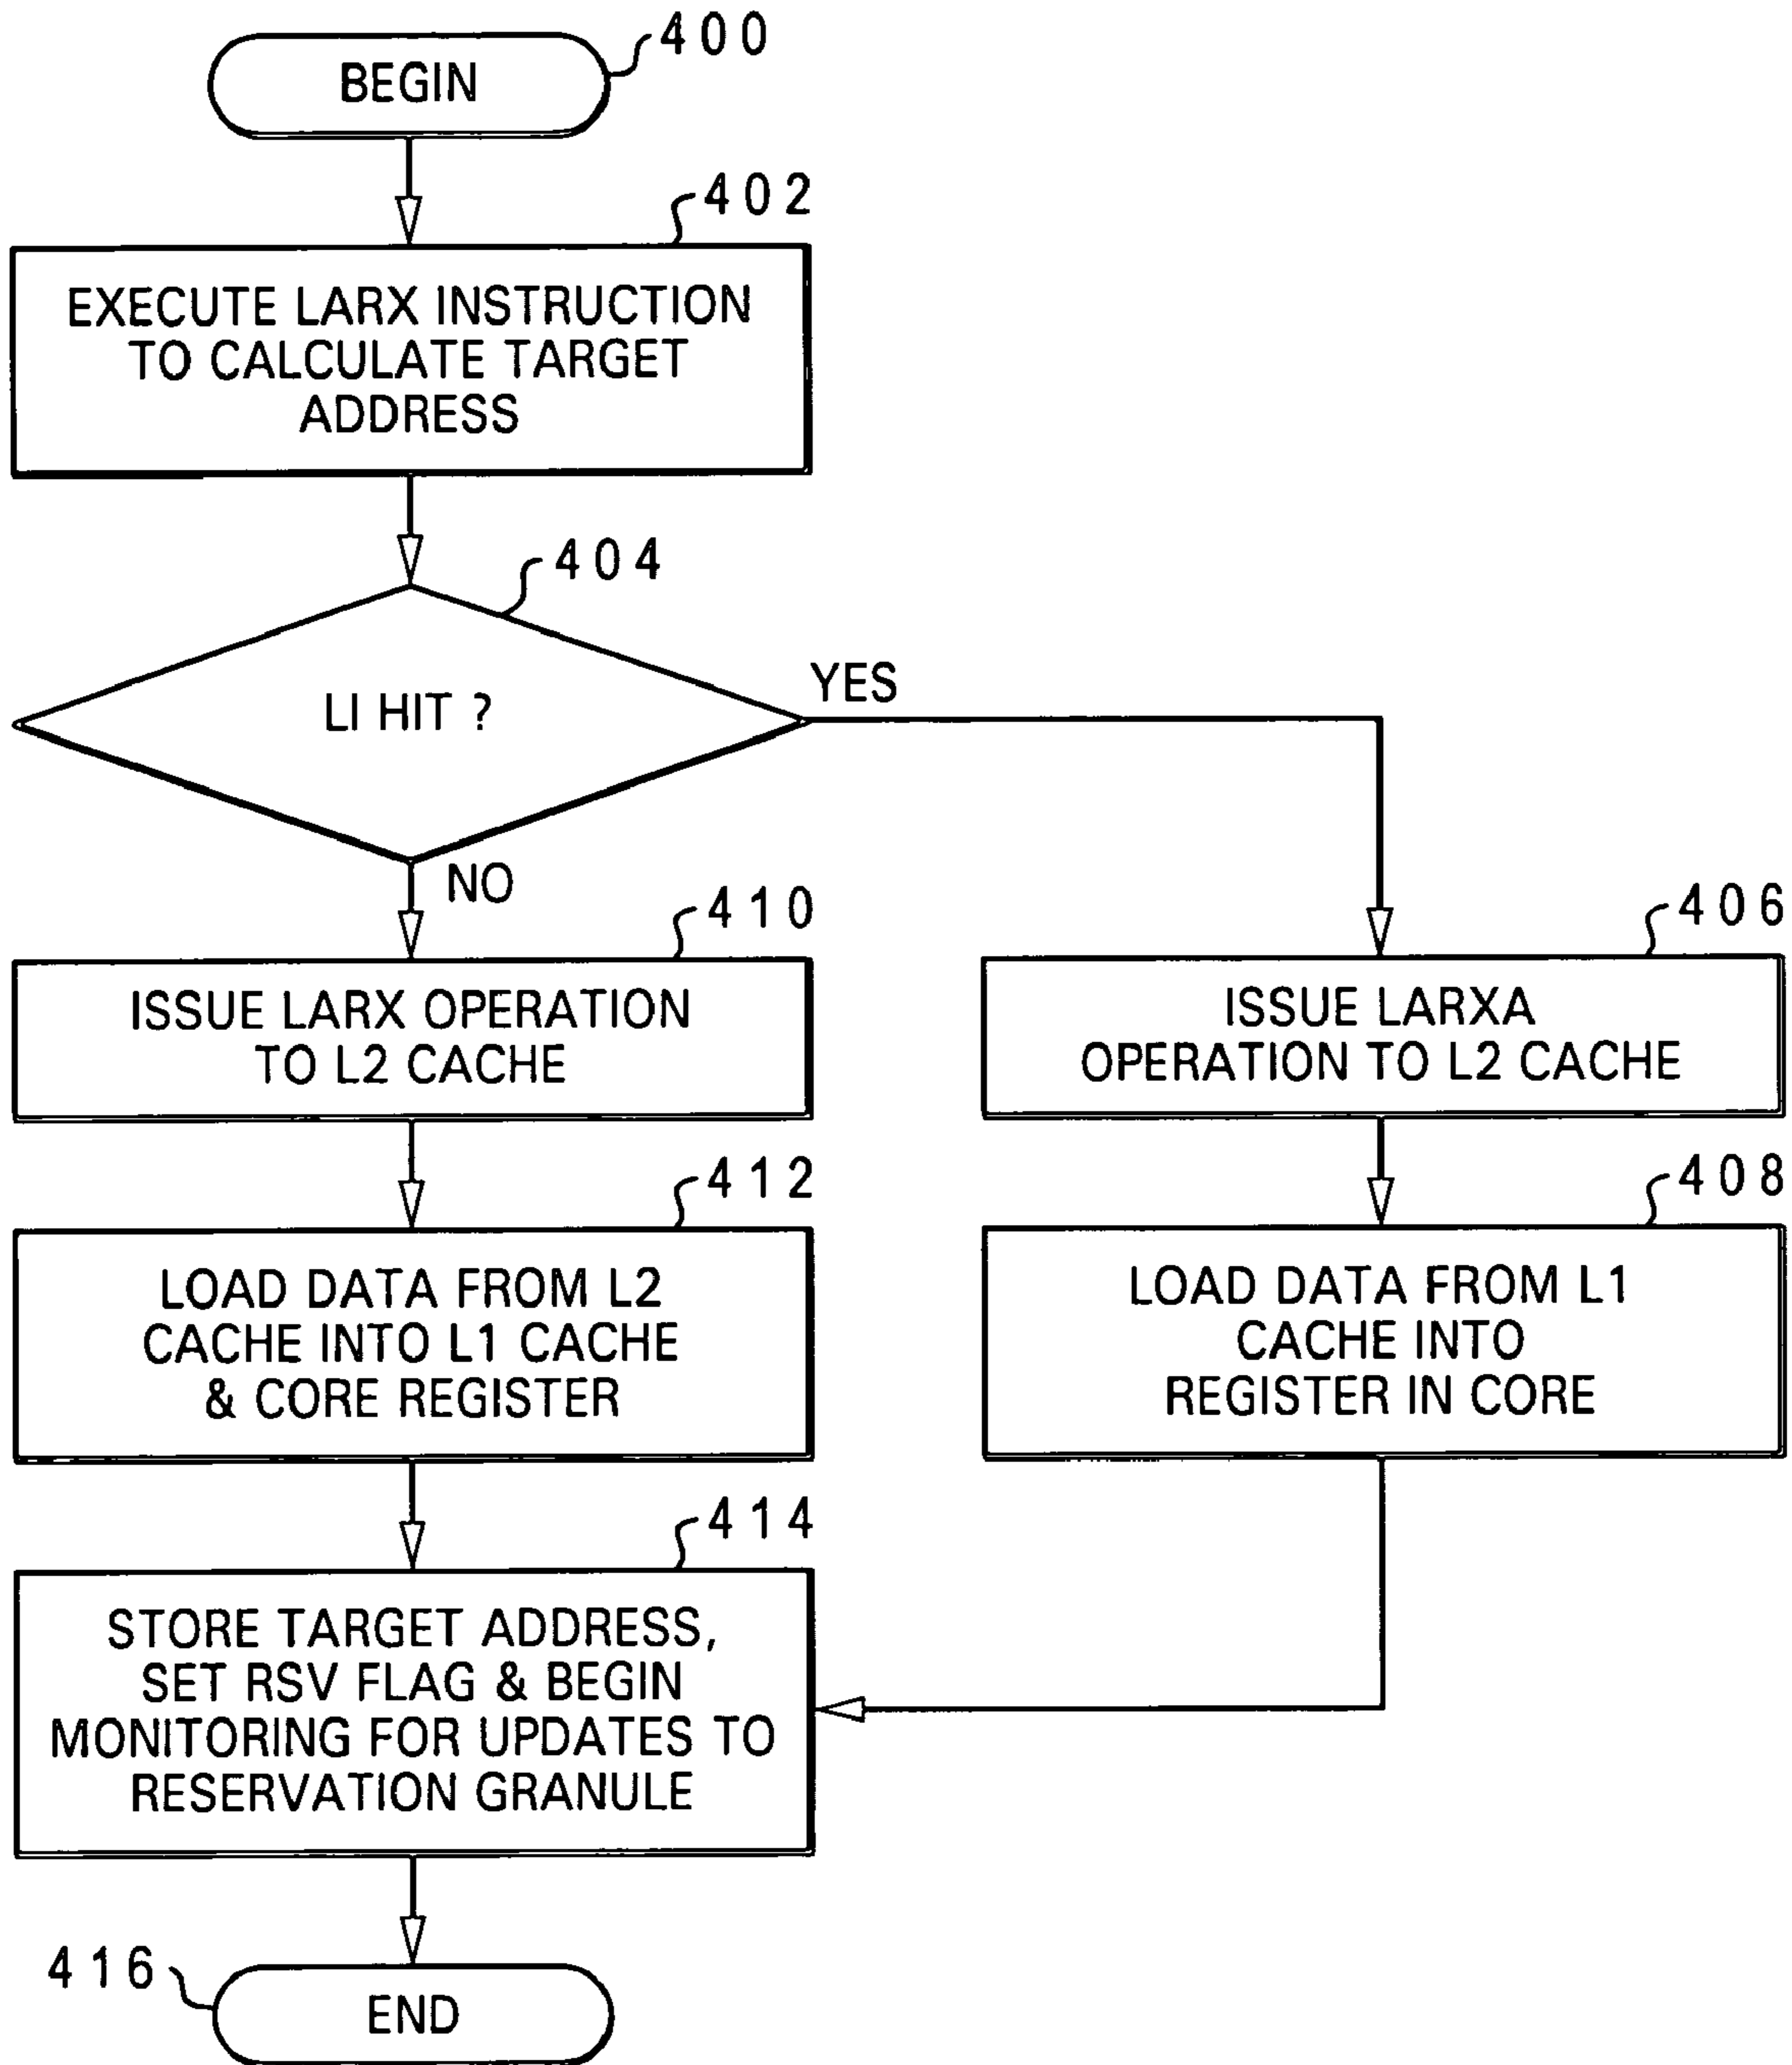 BEGIN
400
402
EXECUTE LARX INSTRUCTION
TO CALCULATE TARGET
ADDRESS
404
LI HIT ?
YES
NO
410
ISSUE LARX OPERATION
TO L2 CACHE
406
ISSUE LARXA
OPERATION TO L2 CACHE
412
LOAD DATA FROM L2
CACHE INTO L1 CACHE
& CORE REGISTER
408
LOAD DATA FROM L1
CACHE INTO
REGISTER IN CORE
414
STORE TARGET ADDRESS,
SET RSV FLAG & BEGIN
MONITORING FOR UPDATES TO
RESERVATION GRANULE
416
END